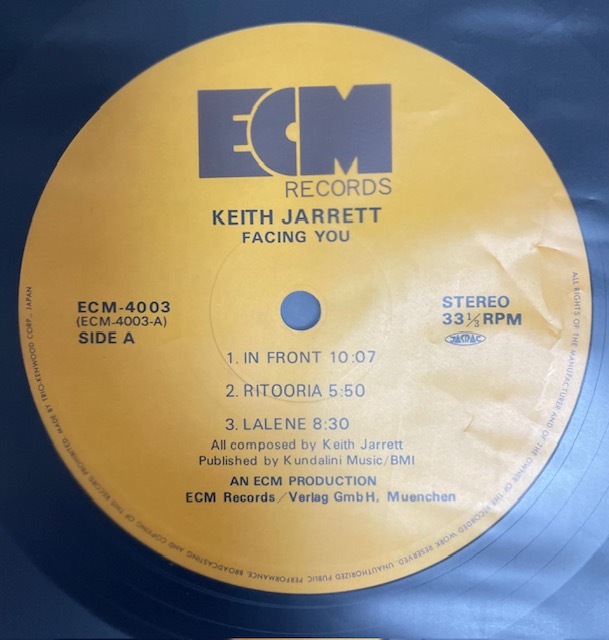 ECM
RECORDS
KEITH JARRETT
FACING YOU
ECM-4003
(ECM-4003-A)
SIDE A
STEREO
33 1/3 RPM
JASRAC
1. IN FRONT 10:07
2. RITOORIA 5:50
3. LALENE 8:30
All composed by Keith Jarrett
Published by Kundalini Music/BMI
AN ECM PRODUCTION
ECM Records/Verlag GmbH, Muenchen
ALL RIGHTS OF THE MANUFACTURER AND OF THE OWNER OF THE RECORDED WORK RESERVED. UNAUTHORIZED PUBLIC PERFORMANCE, BROADCASTING AND COPYING OF THIS RECORD PROHIBITED. MADE BY TRIO-KENWOOD CORP., JAPAN